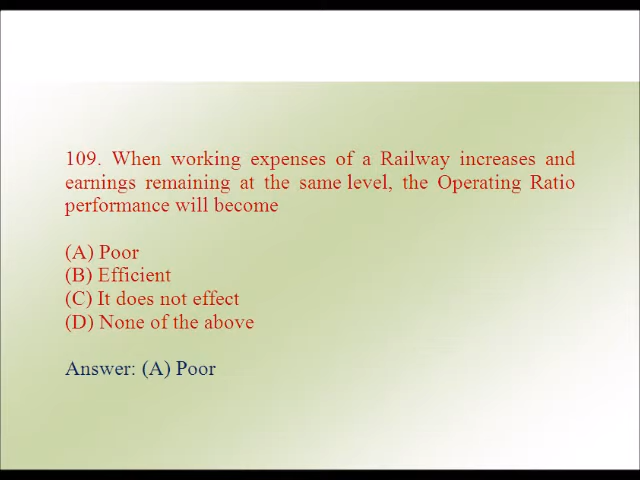 109. When working expenses of a Railway increases and
earnings remaining at the same level, the Operating Ratio
performance will become
(A) Poor
(B) Efficient
(C) It does not effect
(D) None of the above
Answer: (A) Poor